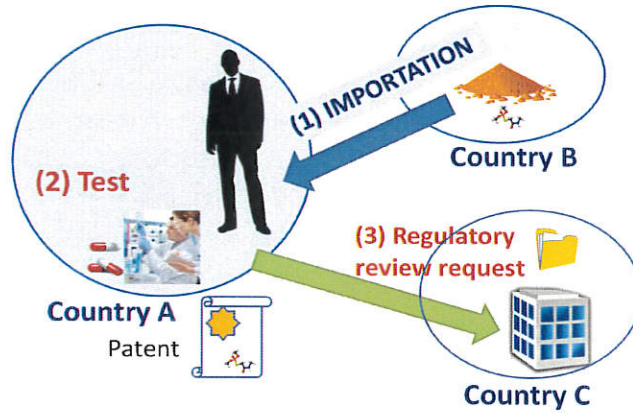 (1) IMPORTATION
Country B
(2) Test
(3) Regulatory
review request
Country A
Patent
Country C